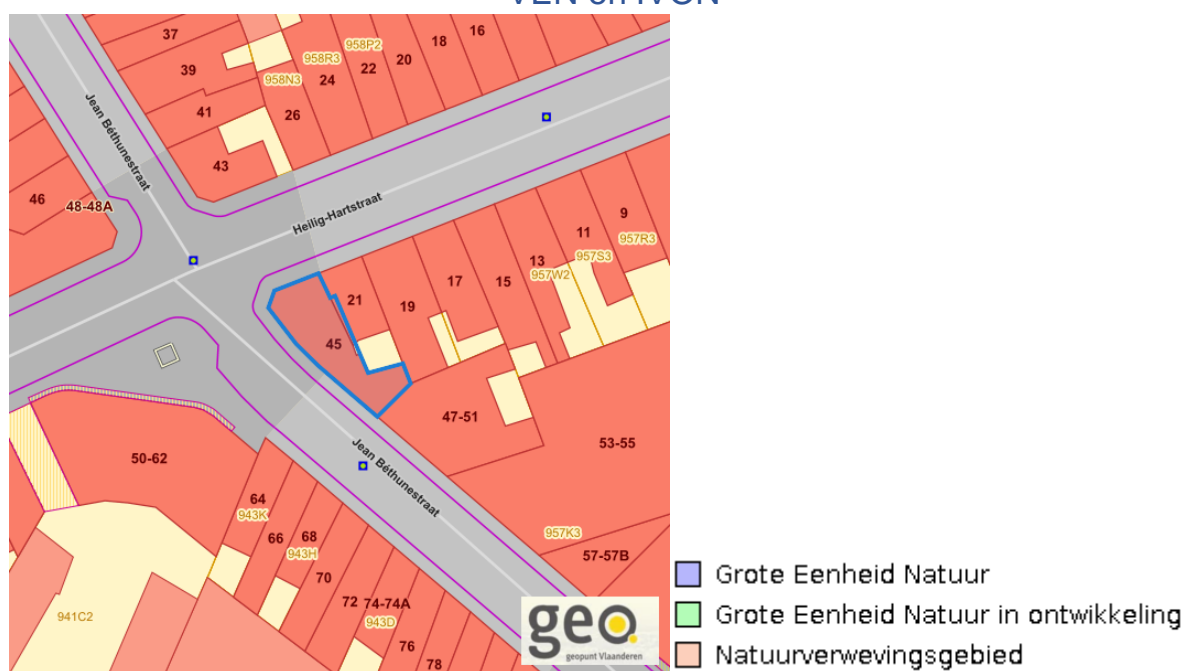 VEN en IVON
37
958P2
18
16
958R3
20
39
958N3
24
22
Jean Béthunestraat
41
26
43
46
48-48A
Heilig-Hartstraat
9
11
957R3
957S3
13
957W2
17
15
21
19
45
47-51
53-55
50-62
Jean Béthunestraat
64
943K
66
68
943H
957K3
57-57B
70
72
74-74A
943D
941C2
76
78
geo
geopunt Vlaanderen
Grote Eenheid Natuur
Grote Eenheid Natuur in ontwikkeling
Natuurverwevingsgebied